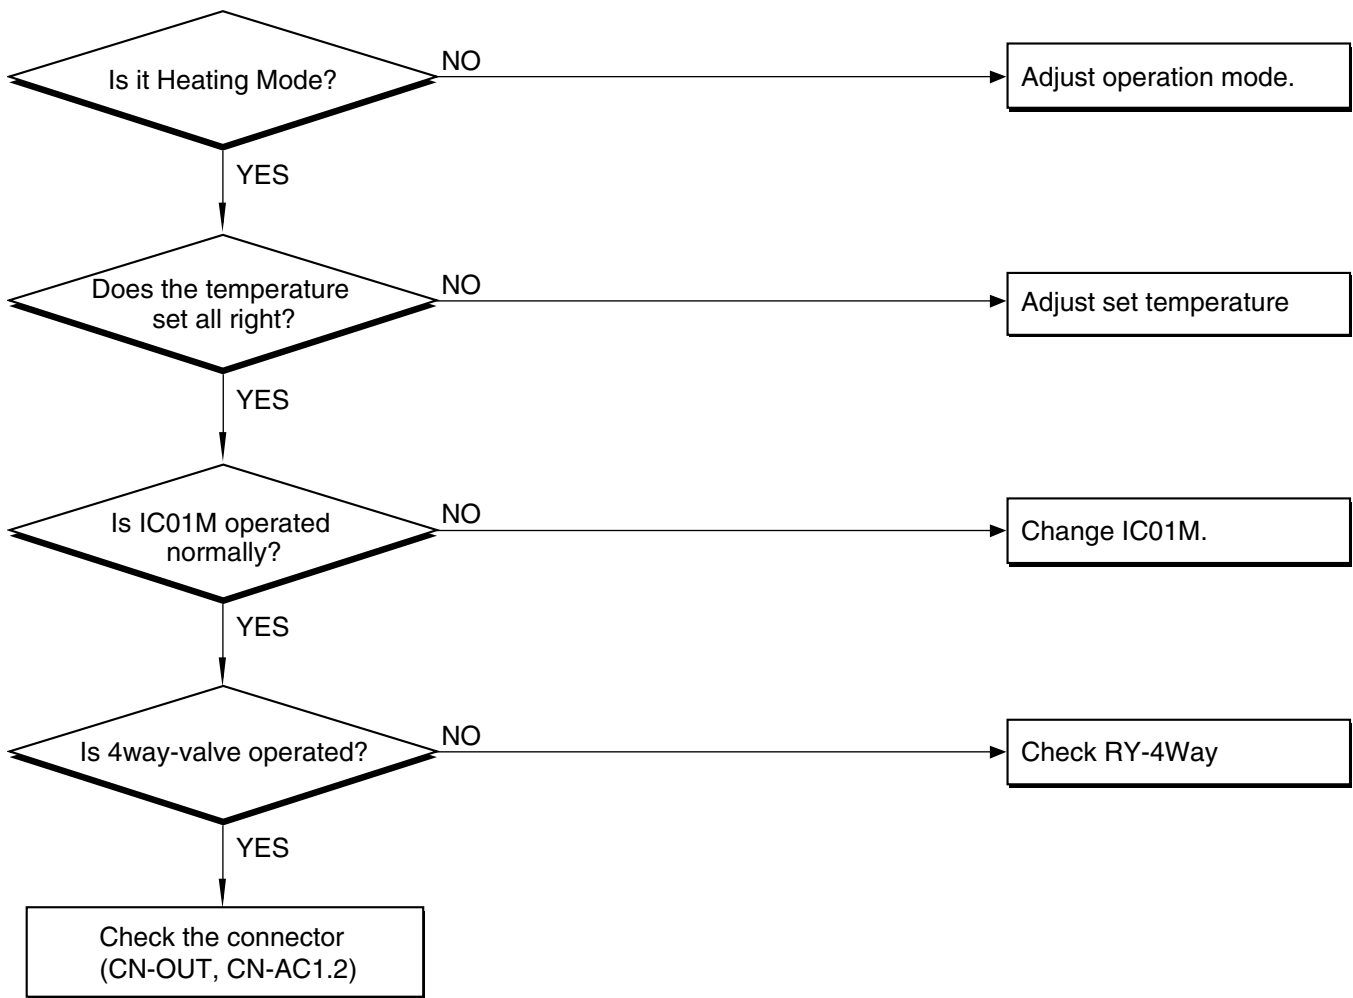 Is it Heating Mode?
NO
Adjust operation mode.
YES
Does the temperature
set all right?
NO
Adjust set temperature
YES
Is IC01M operated
normally?
NO
Change IC01M.
YES
Is 4way-valve operated?
NO
Check RY-4Way
YES
Check the connector
(CN-OUT, CN-AC1.2)